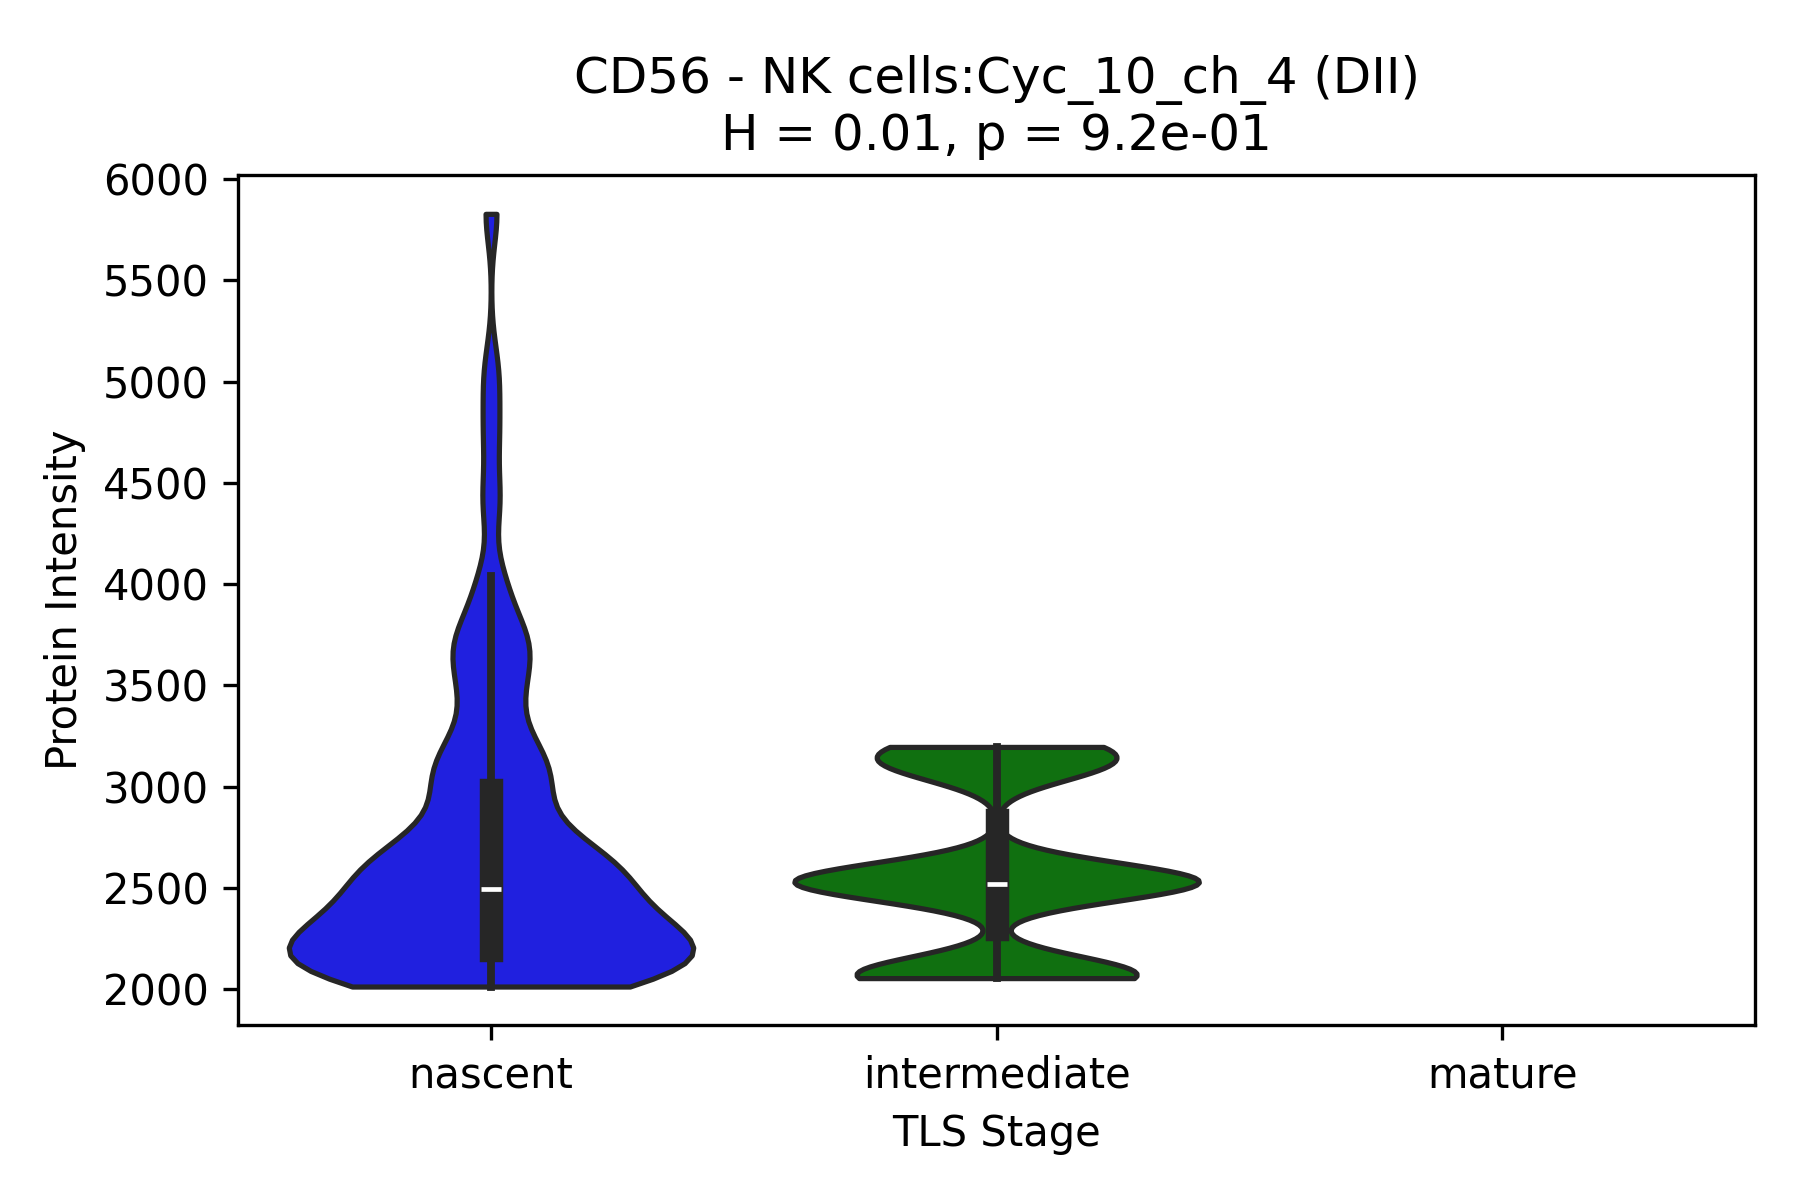 CD56 - NK cells:Cyc_10_ch_4 (DII)
H = 0.01, p = 9.2e-01
6000
5500
5000
4500
4000
3500
3000
2500
2000
Protein Intensity
nascent
intermediate
mature
TLS Stage